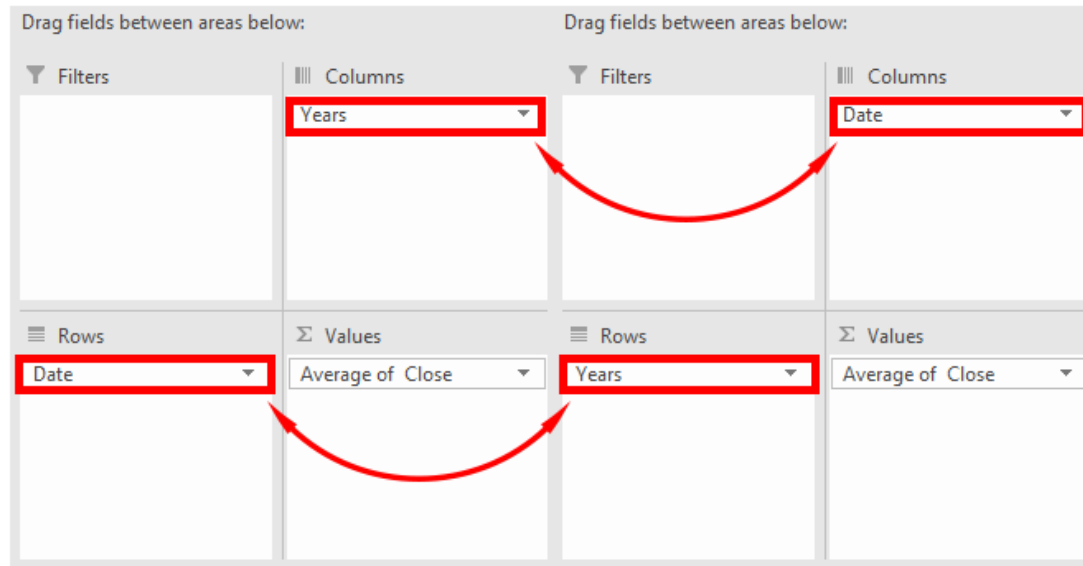 Drag fields between areas below:
Filters
Columns
Years
Rows
Date
Σ Values
Average of Close
Drag fields between areas below:
Filters
Columns
Date
Rows
Years
Σ Values
Average of Close